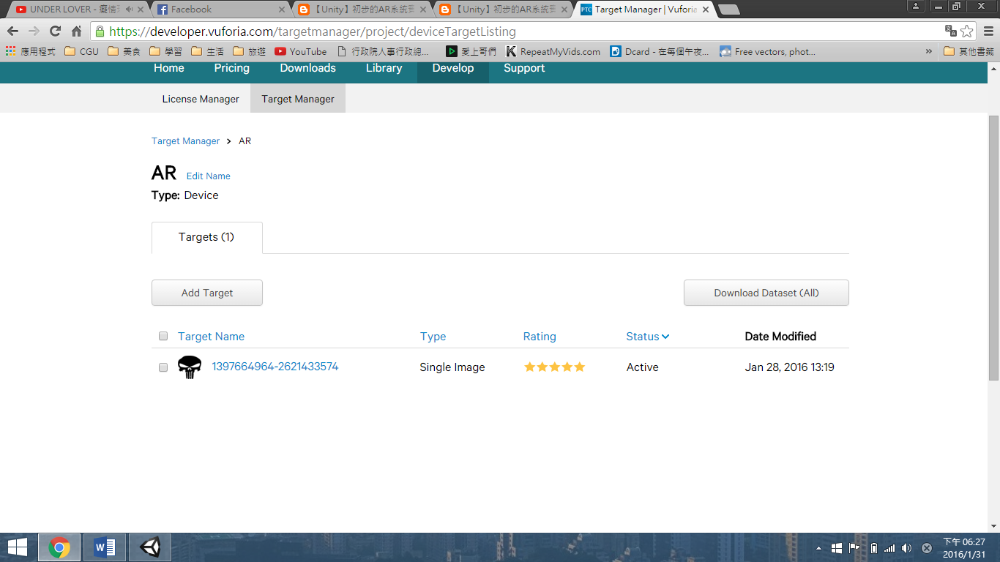 UNDER LOVER - 癡情
Facebook
【Unity】初步的AR系統
【Unity】初步的AR系統
PTC
Target Manager | Vuforia
https://developer.vuforia.com/targetmanager/project/deviceTargetListing
應用程式
CGU
美食
學習
生活
旅遊
YouTube
行政院人事行政總...
愛上哥們
RepeatMyVids.com
Dcard - 在每個午夜...
Free vectors, phot...
»
其他書籤
Home
Pricing
Downloads
Library
Develop
Support
License Manager
Target Manager
Target Manager > AR
AR Edit Name
Type: Device
Targets (1)
Add Target
Download Dataset (All)
Target Name
Type
Rating
Status
Date Modified
1397664964-2621433574
Single Image
Active
Jan 28, 2016 13:19
下午 06:27
2016/1/31